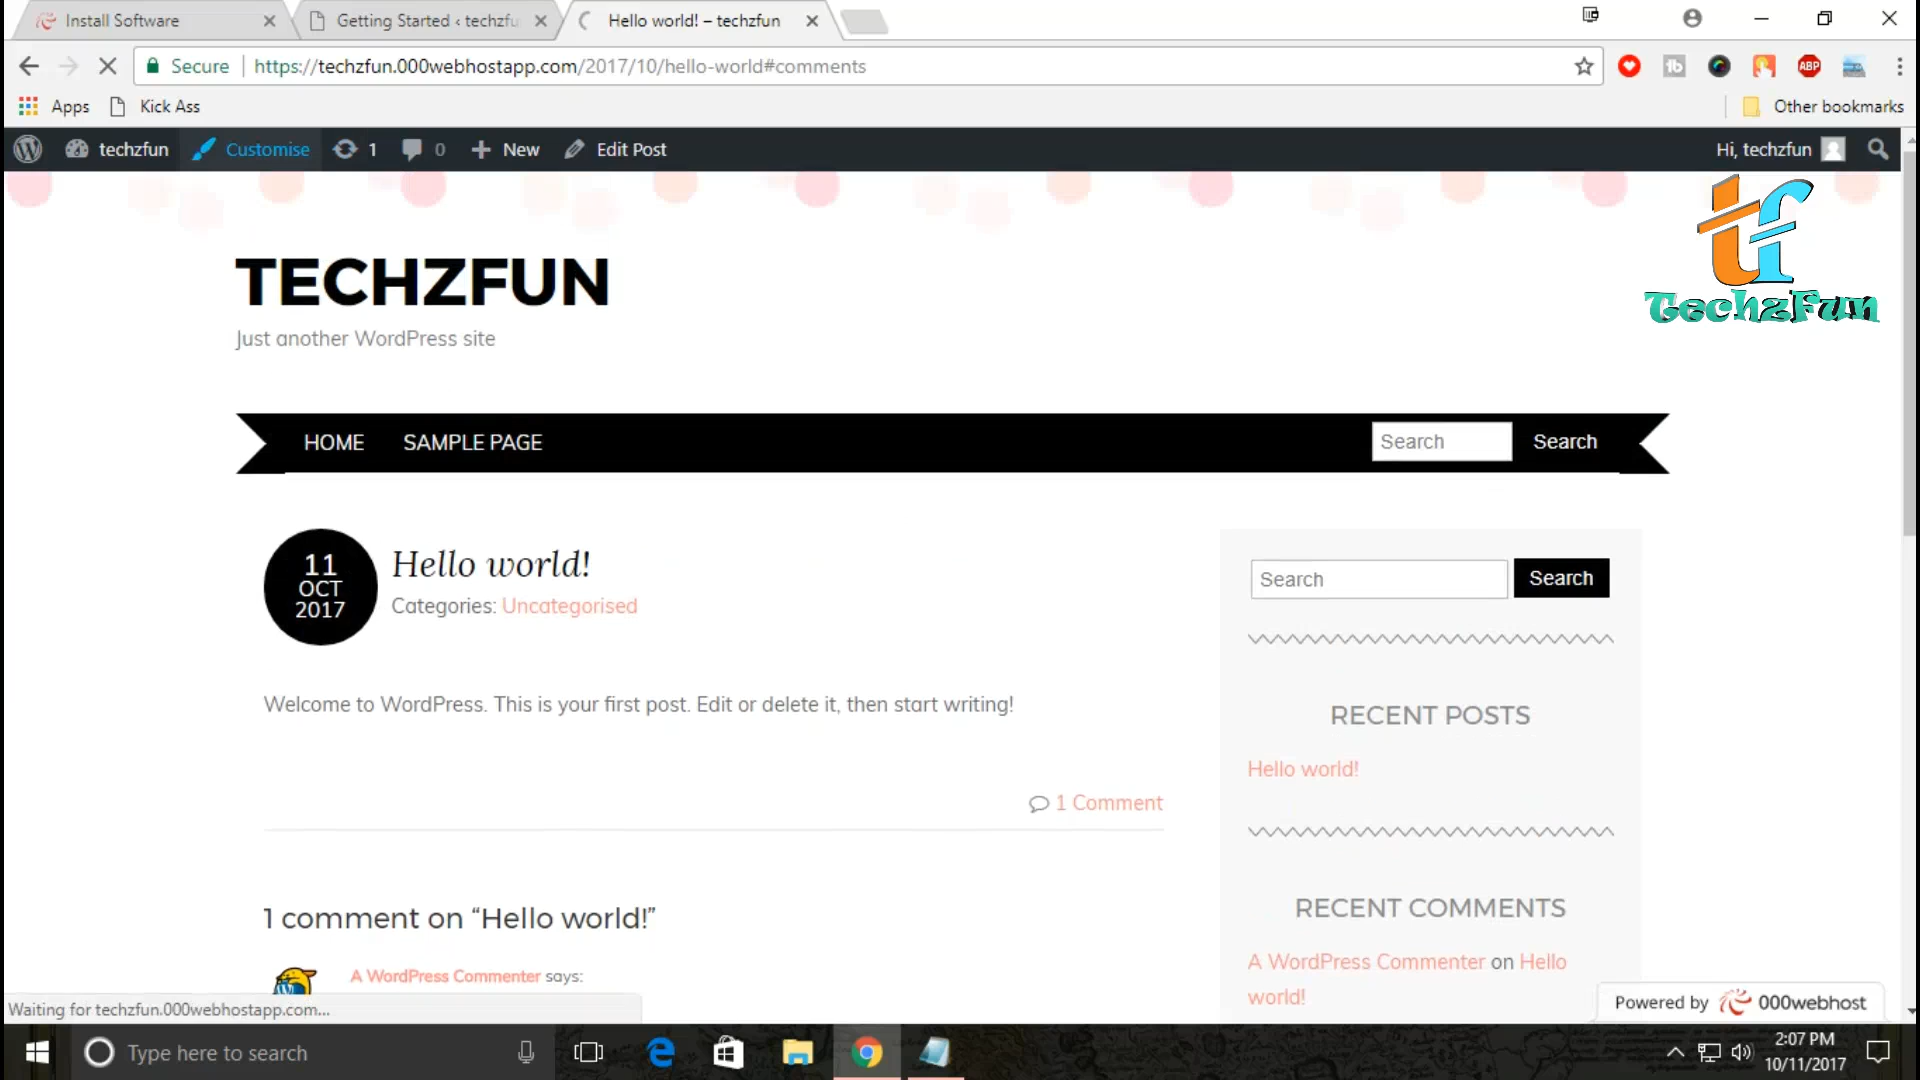 Install Software
Getting Started ‹ techzfu
Hello world! – techzfun
Secure
https://techzfun.000webhostapp.com/2017/10/hello-world#comments
ABP
Apps
Kick Ass
Other bookmarks
techzfun
Customise
1
0
New
Edit Post
Hi, techzfun
tf
TechzFun
TECHZFUN
Just another WordPress site
HOME
SAMPLE PAGE
Search
Search
11
OCT
2017
Hello world!
Categories: Uncategorised
Welcome to WordPress. This is your first post. Edit or delete it, then start writing!
1 Comment
1 comment on “Hello world!”
A WordPress Commenter says:
Search
Search
RECENT POSTS
Hello world!
RECENT COMMENTS
A WordPress Commenter on Hello
world!
Powered by 000webhost
Waiting for techzfun.000webhostapp.com...
Type here to search
2:07 PM
10/11/2017